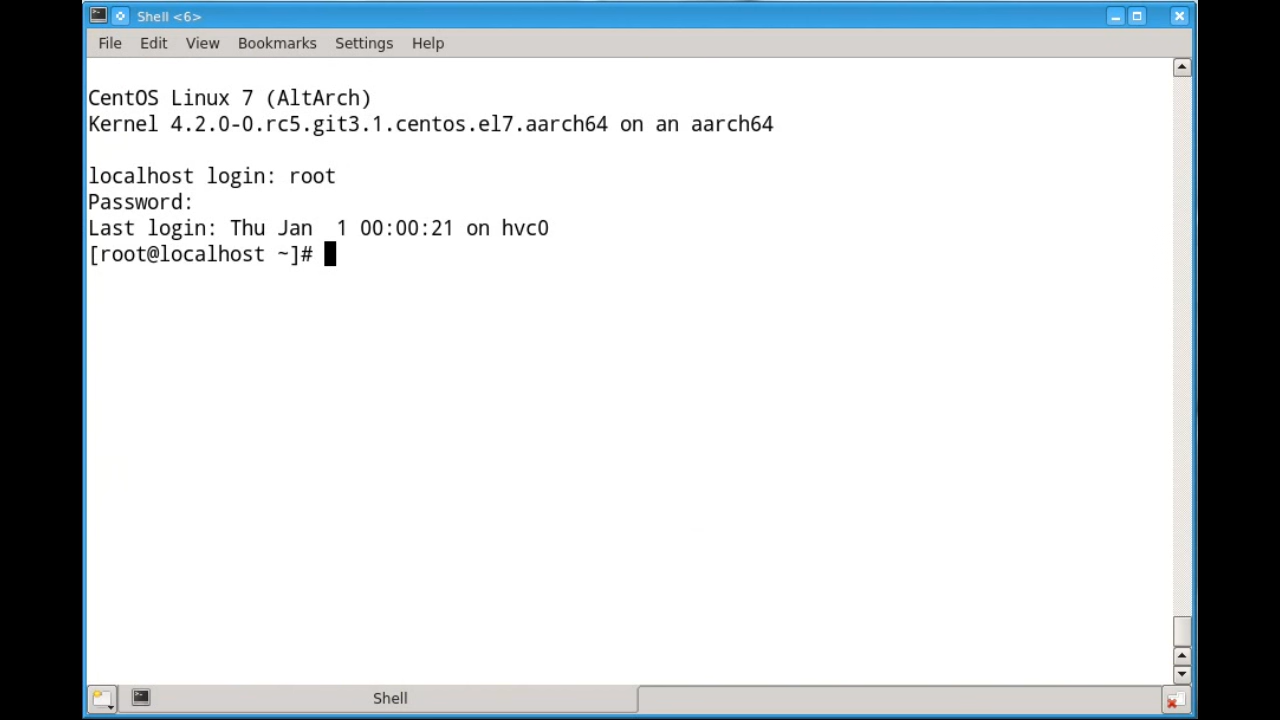 Shell <6>
File Edit View Bookmarks Settings Help
CentOS Linux 7 (AltArch)
Kernel 4.2.0-0.rc5.git3.1.centos.el7.aarch64 on an aarch64
localhost login: root
Password:
Last login: Thu Jan  1 00:00:21 on hvc0
[root@localhost ~]#
Shell